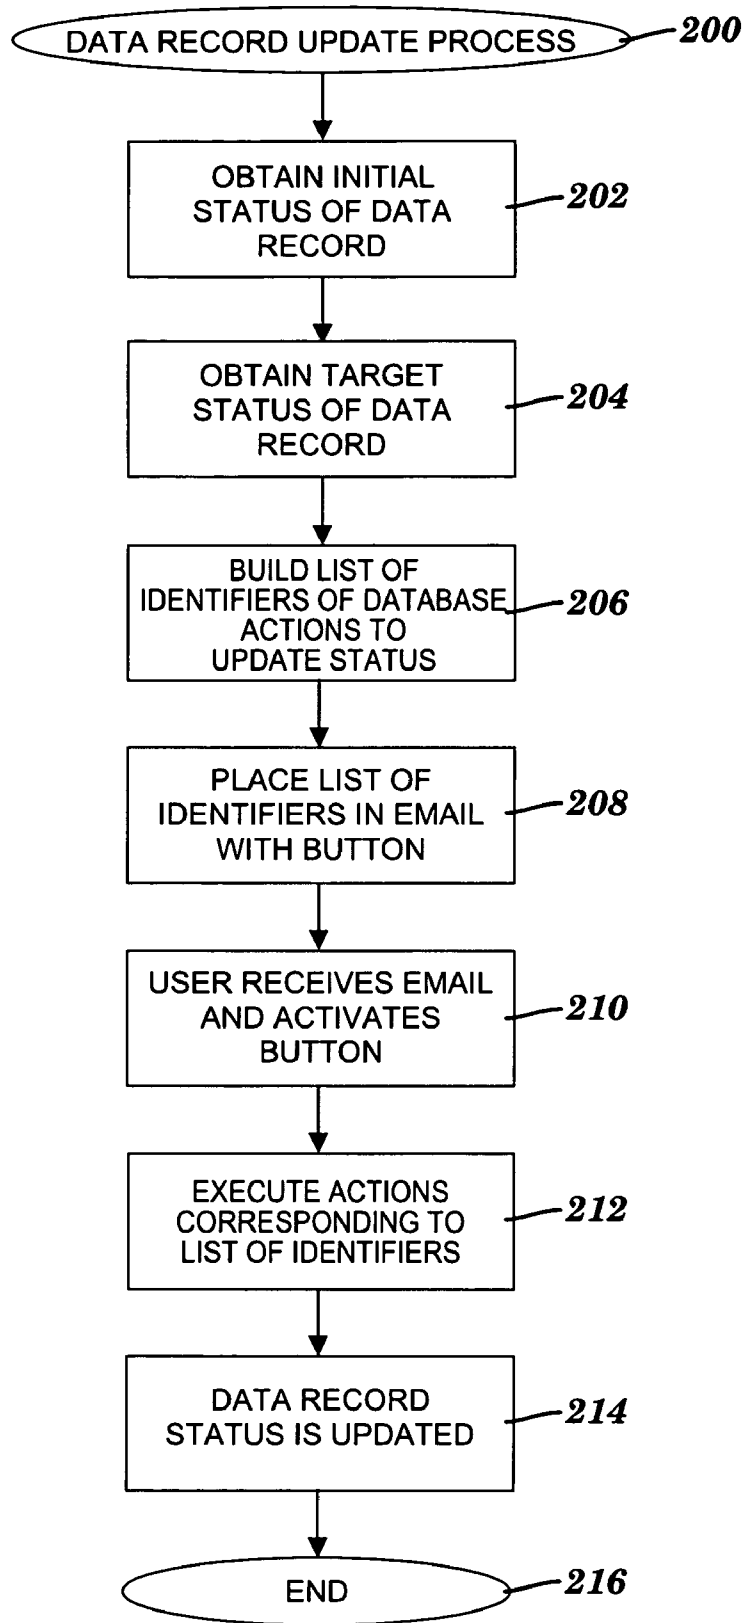 DATA RECORD UPDATE PROCESS 200
OBTAIN INITIAL
STATUS OF DATA
RECORD
202
OBTAIN TARGET
STATUS OF DATA
RECORD
204
BUILD LIST OF
IDENTIFIERS OF DATABASE
ACTIONS TO
UPDATE STATUS
206
PLACE LIST OF
IDENTIFIERS IN EMAIL
WITH BUTTON
208
USER RECEIVES EMAIL
AND ACTIVATES
BUTTON
210
EXECUTE ACTIONS
CORRESPONDING TO
LIST OF IDENTIFIERS
212
DATA RECORD
STATUS IS UPDATED
214
END 216